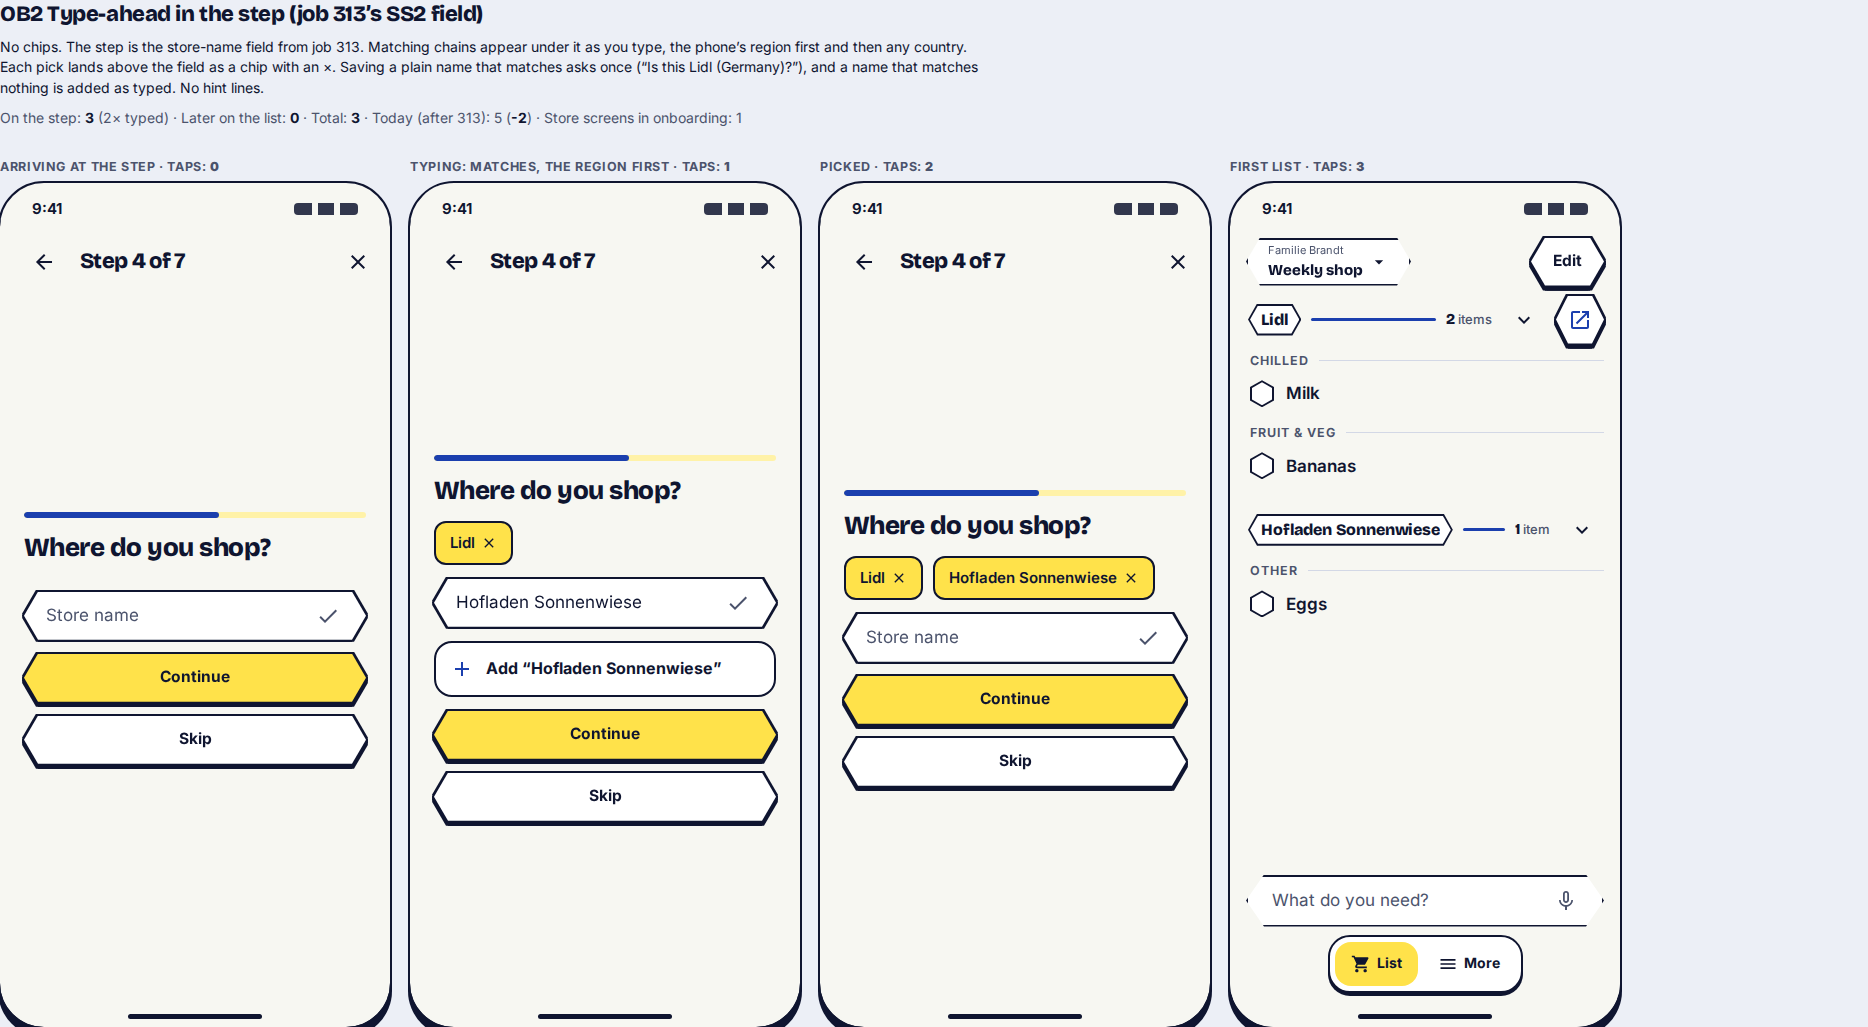 OB2 Type-ahead in the step (job 313's SS2 field)
No chips. The step is the store-name field from job 313. Matching chains appear under it as you type, the phone's region first and then any country.
Each pick lands above the field as a chip with an ×. Saving a plain name that matches asks once (“Is this Lidl (Germany)?”), and a name that matches
nothing is added as typed. No hint lines.
On the step: 3 (2× typed) · Later on the list: 0 · Total: 3 · Today (after 313): 5 (-2) · Store screens in onboarding: 1
ARRIVING AT THE STEP · TAPS: 0
9:41
Step 4 of 7
Where do you shop?
Store name
Continue
Skip
TYPING: MATCHES, THE REGION FIRST · TAPS: 1
9:41
Step 4 of 7
Where do you shop?
Lidl
Hofladen Sonnenwiese
Add “Hofladen Sonnenwiese”
Continue
Skip
PICKED · TAPS: 2
9:41
Step 4 of 7
Where do you shop?
Lidl Hofladen Sonnenwiese
Store name
Continue
Skip
FIRST LIST · TAPS: 3
9:41
Familie Brandt
Weekly shop
Edit
Lidl 2 items
CHILLED
Milk
FRUIT & VEG
Bananas
Hofladen Sonnenwiese 1 item
OTHER
Eggs
What do you need?
List More